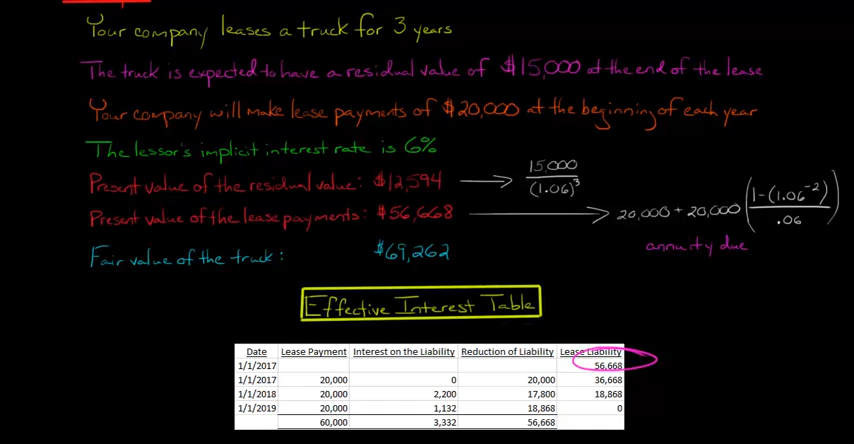 Your company leases a truck for 3 years
The truck is expected to have a residual value of $15,000 at the end of the lease
Your company will make lease payments of $20,000 at the beginning of each year
The lessor's implicit interest rate is 6%
Present value of the residual value: $12,594 → 15,000 / (1.06)^3
Present value of the lease payments: $56,668 → 20,000 + 20,000 (1-(1.06^-2) / .06)
annuity due
Fair value of the truck: $69,262
Effective Interest Table
Date Lease Payment Interest on the Liability Reduction of Liability Lease Liability
1/1/2017 56,668
1/1/2017 20,000 0 20,000 36,668
1/1/2018 20,000 2,200 17,800 18,868
1/1/2019 20,000 1,132 18,868 0
60,000 3,332 56,668